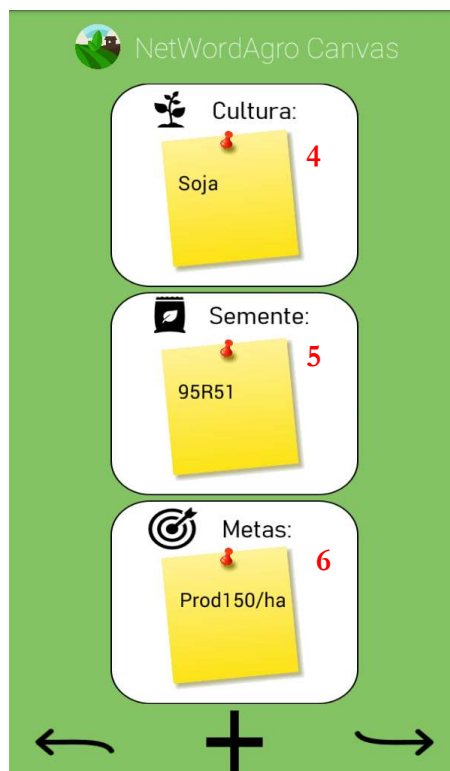 NetWordAgro Canvas
Cultura:
4
Soja
Semente:
5
95R51
Metas:
6
Prod150/ha